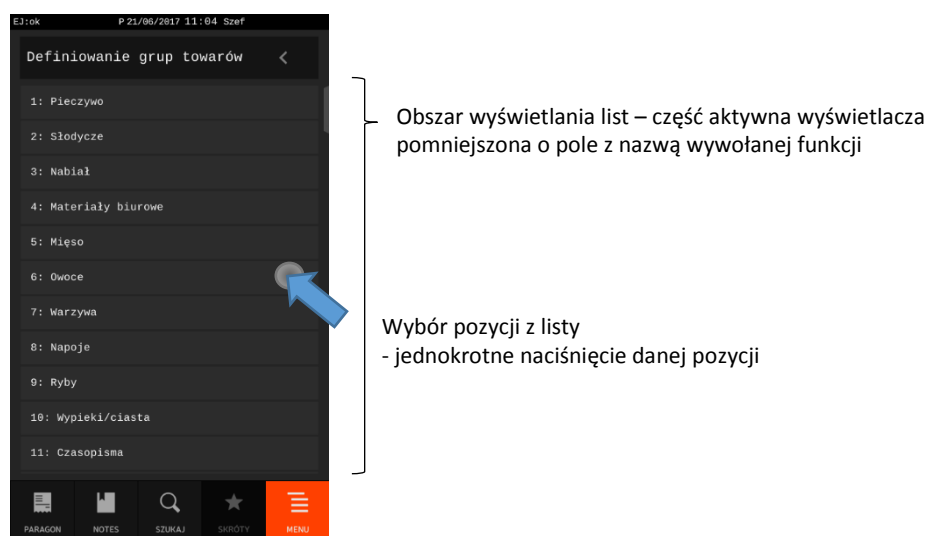 EJ:ok P 21/06/2017 11:04 Szef
Definiowanie grup towarów <
1: Pieczywo
2: Słodycze
3: Nabiał
4: Materiały biurowe
5: Mięso
6: Owoce
7: Warzywa
8: Napoje
9: Ryby
10: Wypieki/ciasta
11: Czasopisma
PARAGON NOTES SZUKAJ SKRÓTY MENU
Obszar wyświetlania list – część aktywna wyświetlacza
pomniejszona o pole z nazwą wywołanej funkcji
Wybór pozycji z listy
- jednokrotne naciśnięcie danej pozycji